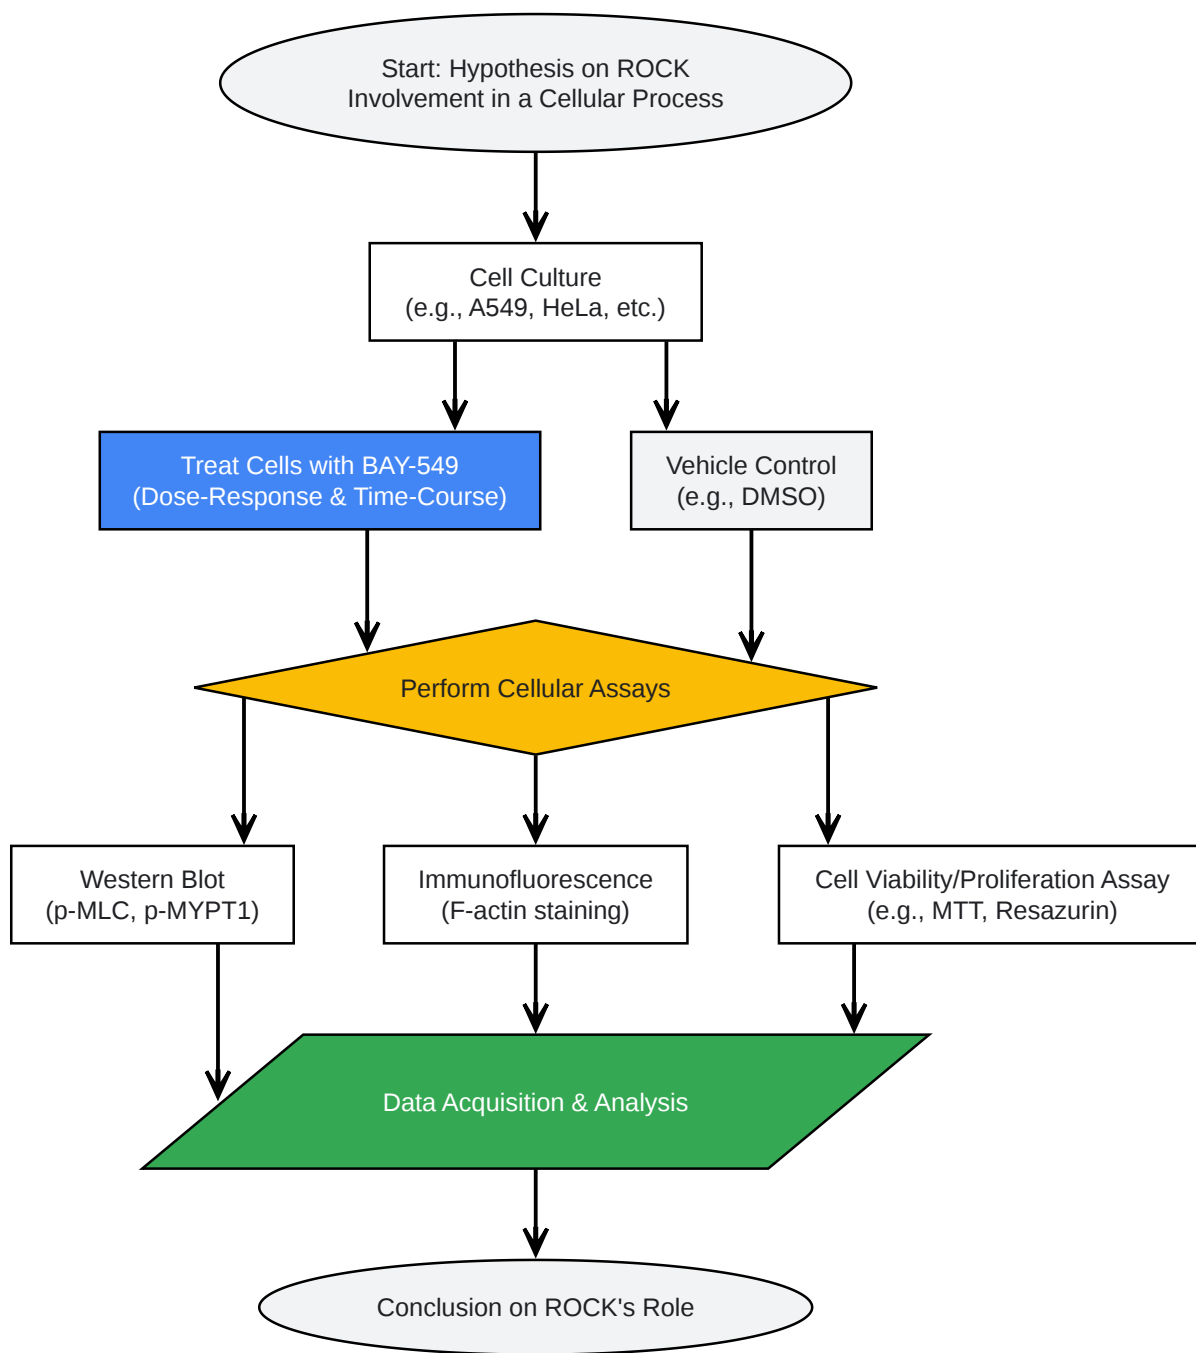 Start: Hypothesis on ROCK
Involvement in a Cellular Process
Cell Culture
(e.g., A549, HeLa, etc.)
Treat Cells with BAY-549
(Dose-Response & Time-Course)
Vehicle Control
(e.g., DMSO)
Perform Cellular Assays
Western Blot
(p-MLC, p-MYPT1)
Immunofluorescence
(F-actin staining)
Cell Viability/Proliferation Assay
(e.g., MTT, Resazurin)
Data Acquisition & Analysis
Conclusion on ROCK's Role